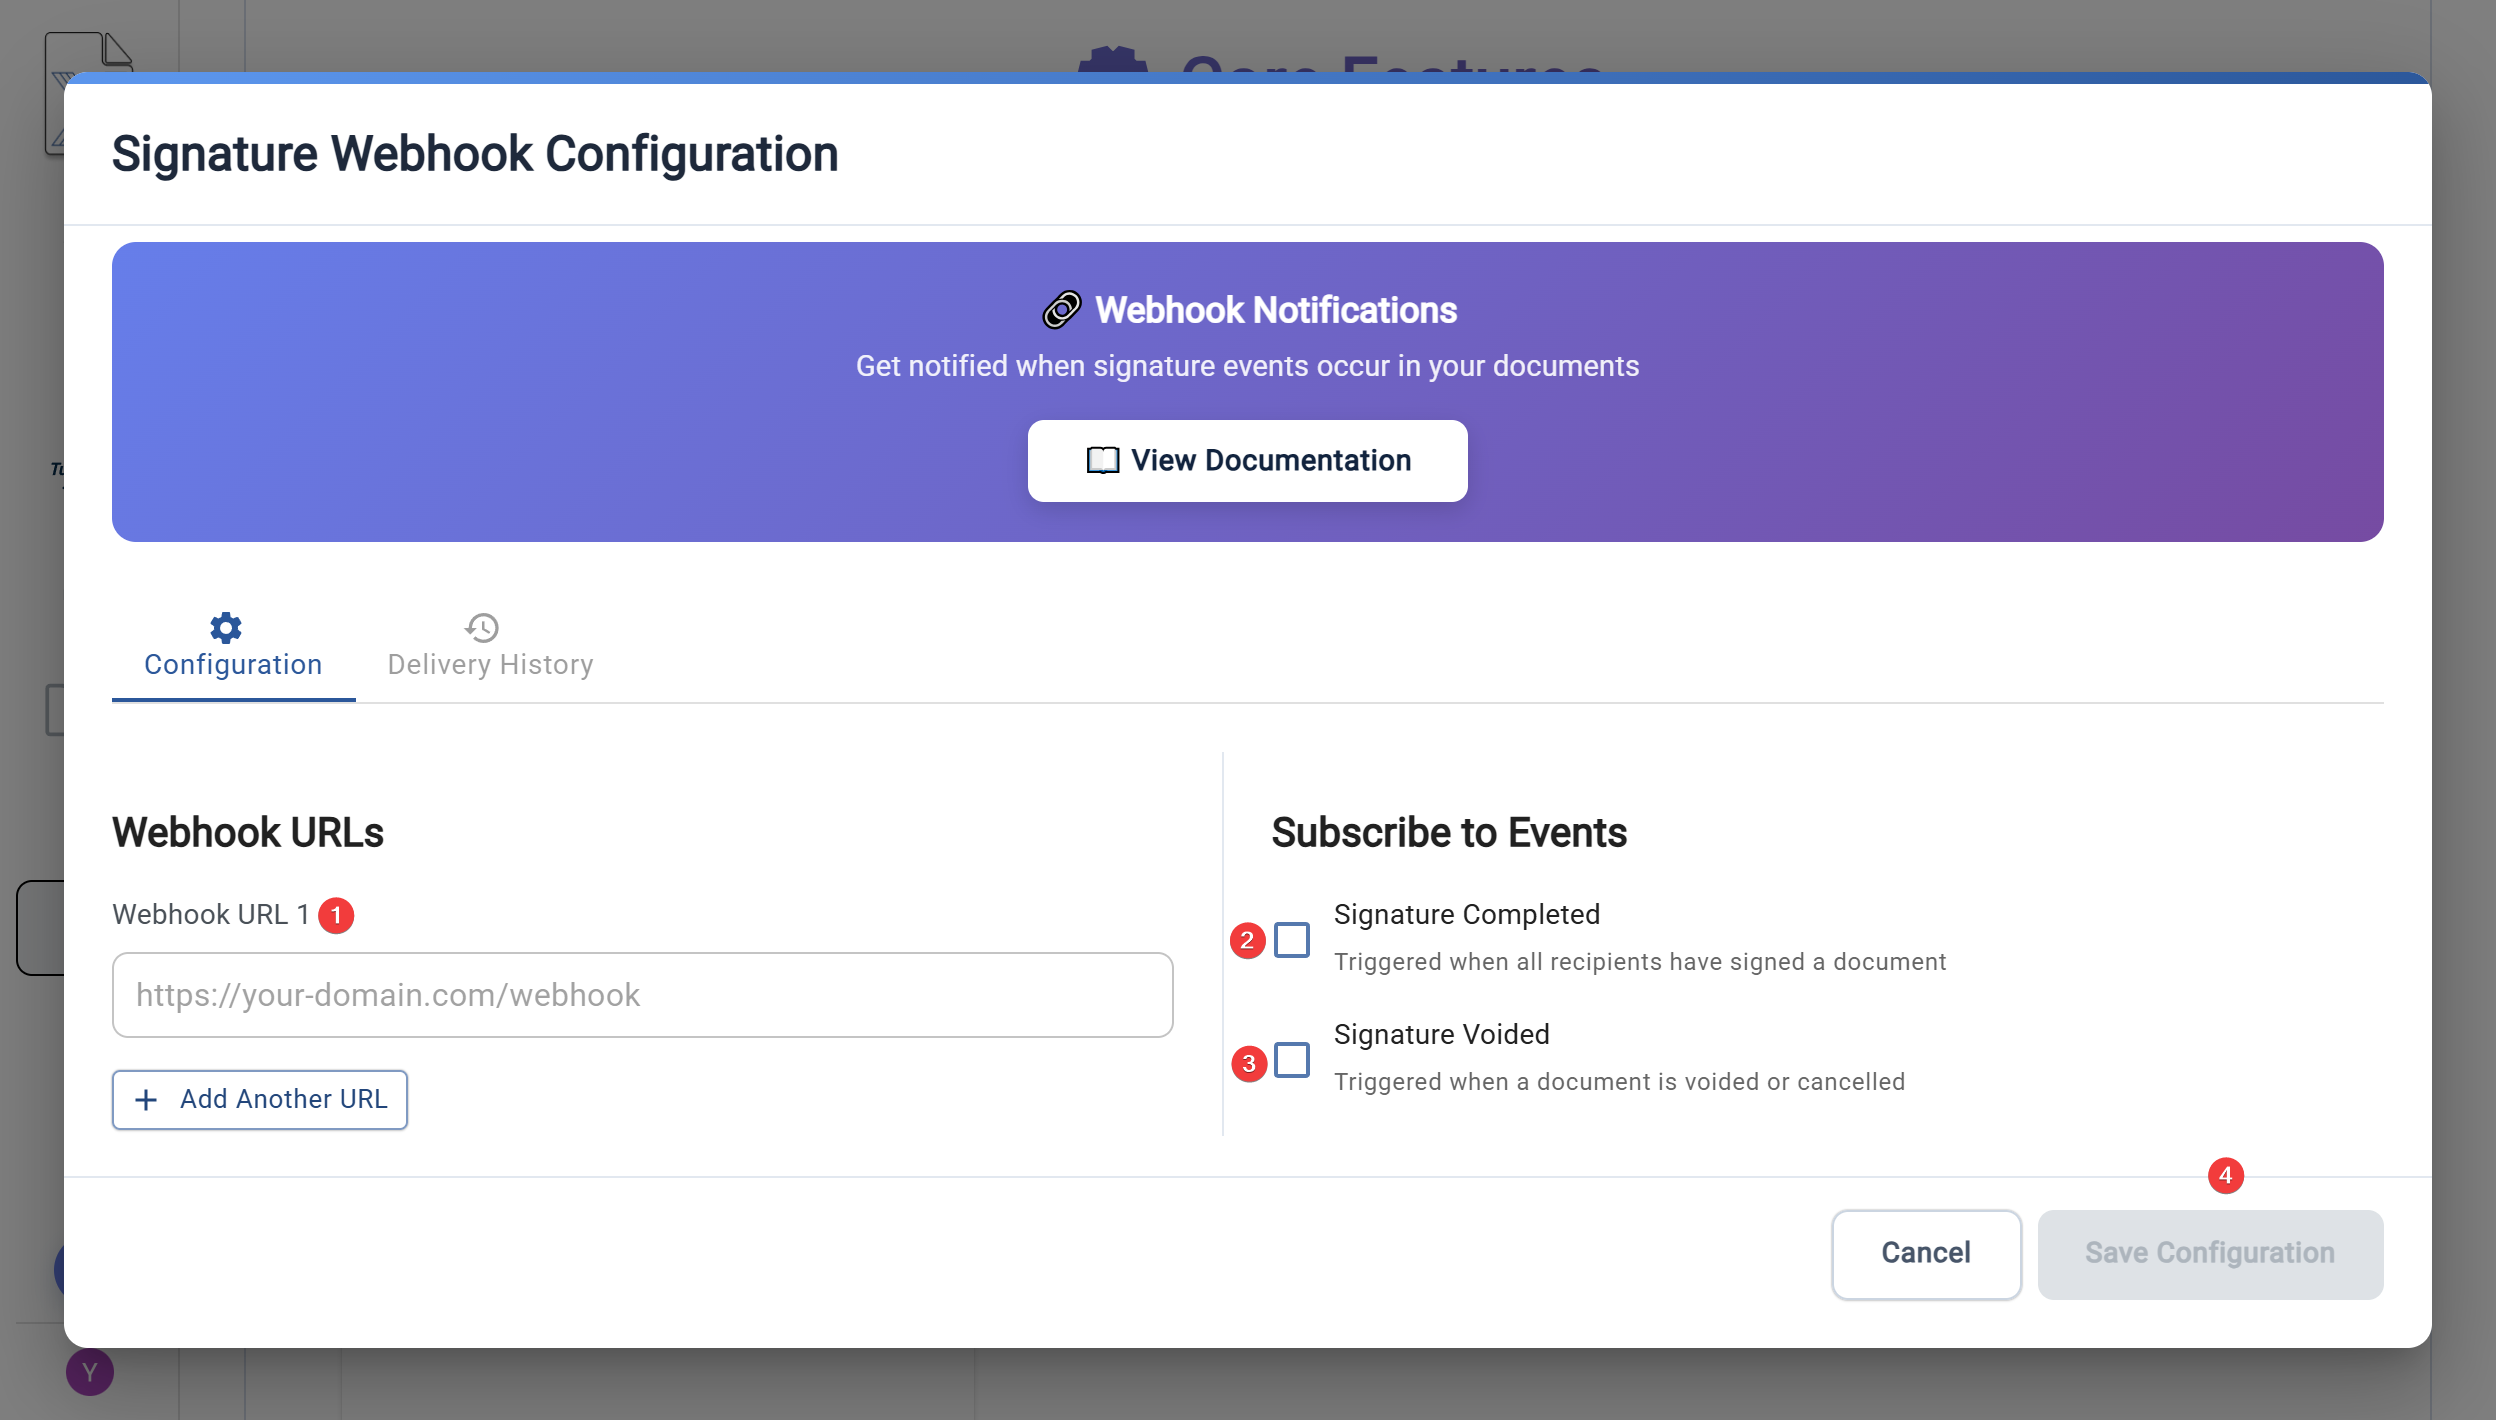 Core Features
Signature Webhook Configuration
Webhook Notifications
Get notified when signature events occur in your documents
View Documentation
Configuration
Delivery History
Webhook URLs
Webhook URL 1 1
https://your-domain.com/webhook
+ Add Another URL
Subscribe to Events
2 Signature Completed
Triggered when all recipients have signed a document
3 Signature Voided
Triggered when a document is voided or cancelled
4
Cancel
Save Configuration
Y